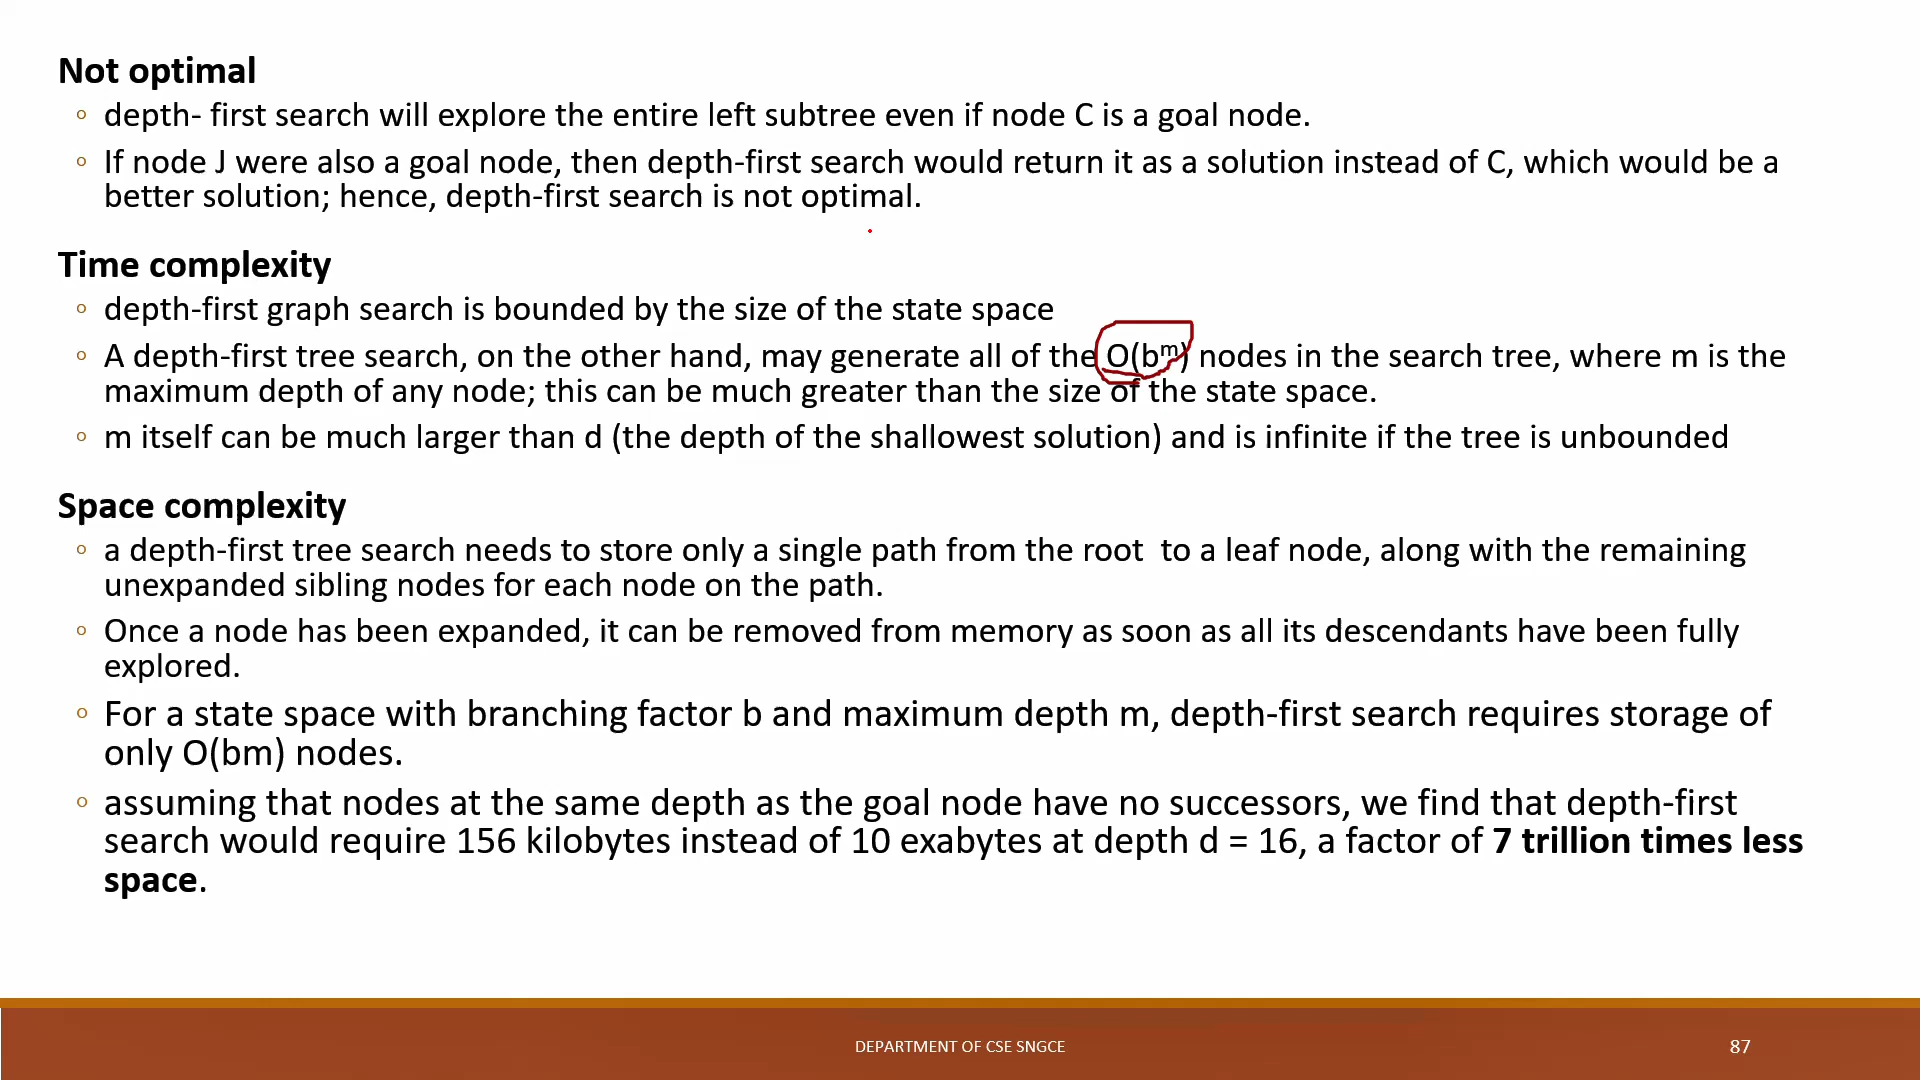 Not optimal
◦ depth- first search will explore the entire left subtree even if node C is a goal node.
◦ If node J were also a goal node, then depth-first search would return it as a solution instead of C, which would be a
better solution; hence, depth-first search is not optimal.
Time complexity
◦ depth-first graph search is bounded by the size of the state space
◦ A depth-first tree search, on the other hand, may generate all of the O(bᵐ) nodes in the search tree, where m is the
maximum depth of any node; this can be much greater than the size of the state space.
◦ m itself can be much larger than d (the depth of the shallowest solution) and is infinite if the tree is unbounded
Space complexity
◦ a depth-first tree search needs to store only a single path from the root  to a leaf node, along with the remaining
unexpanded sibling nodes for each node on the path.
◦ Once a node has been expanded, it can be removed from memory as soon as all its descendants have been fully
explored.
◦ For a state space with branching factor b and maximum depth m, depth-first search requires storage of
only O(bm) nodes.
◦ assuming that nodes at the same depth as the goal node have no successors, we find that depth-first
search would require 156 kilobytes instead of 10 exabytes at depth d = 16, a factor of 7 trillion times less
space.
DEPARTMENT OF CSE SNGCE
87